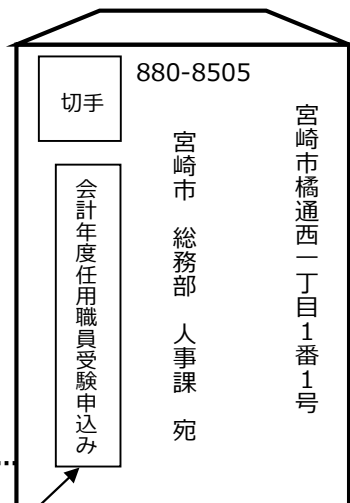 880-8505
切手
宮崎市橘通西一丁目1番1号
宮崎市　総務部　人事課　宛
会計年度任用職員受験申込み